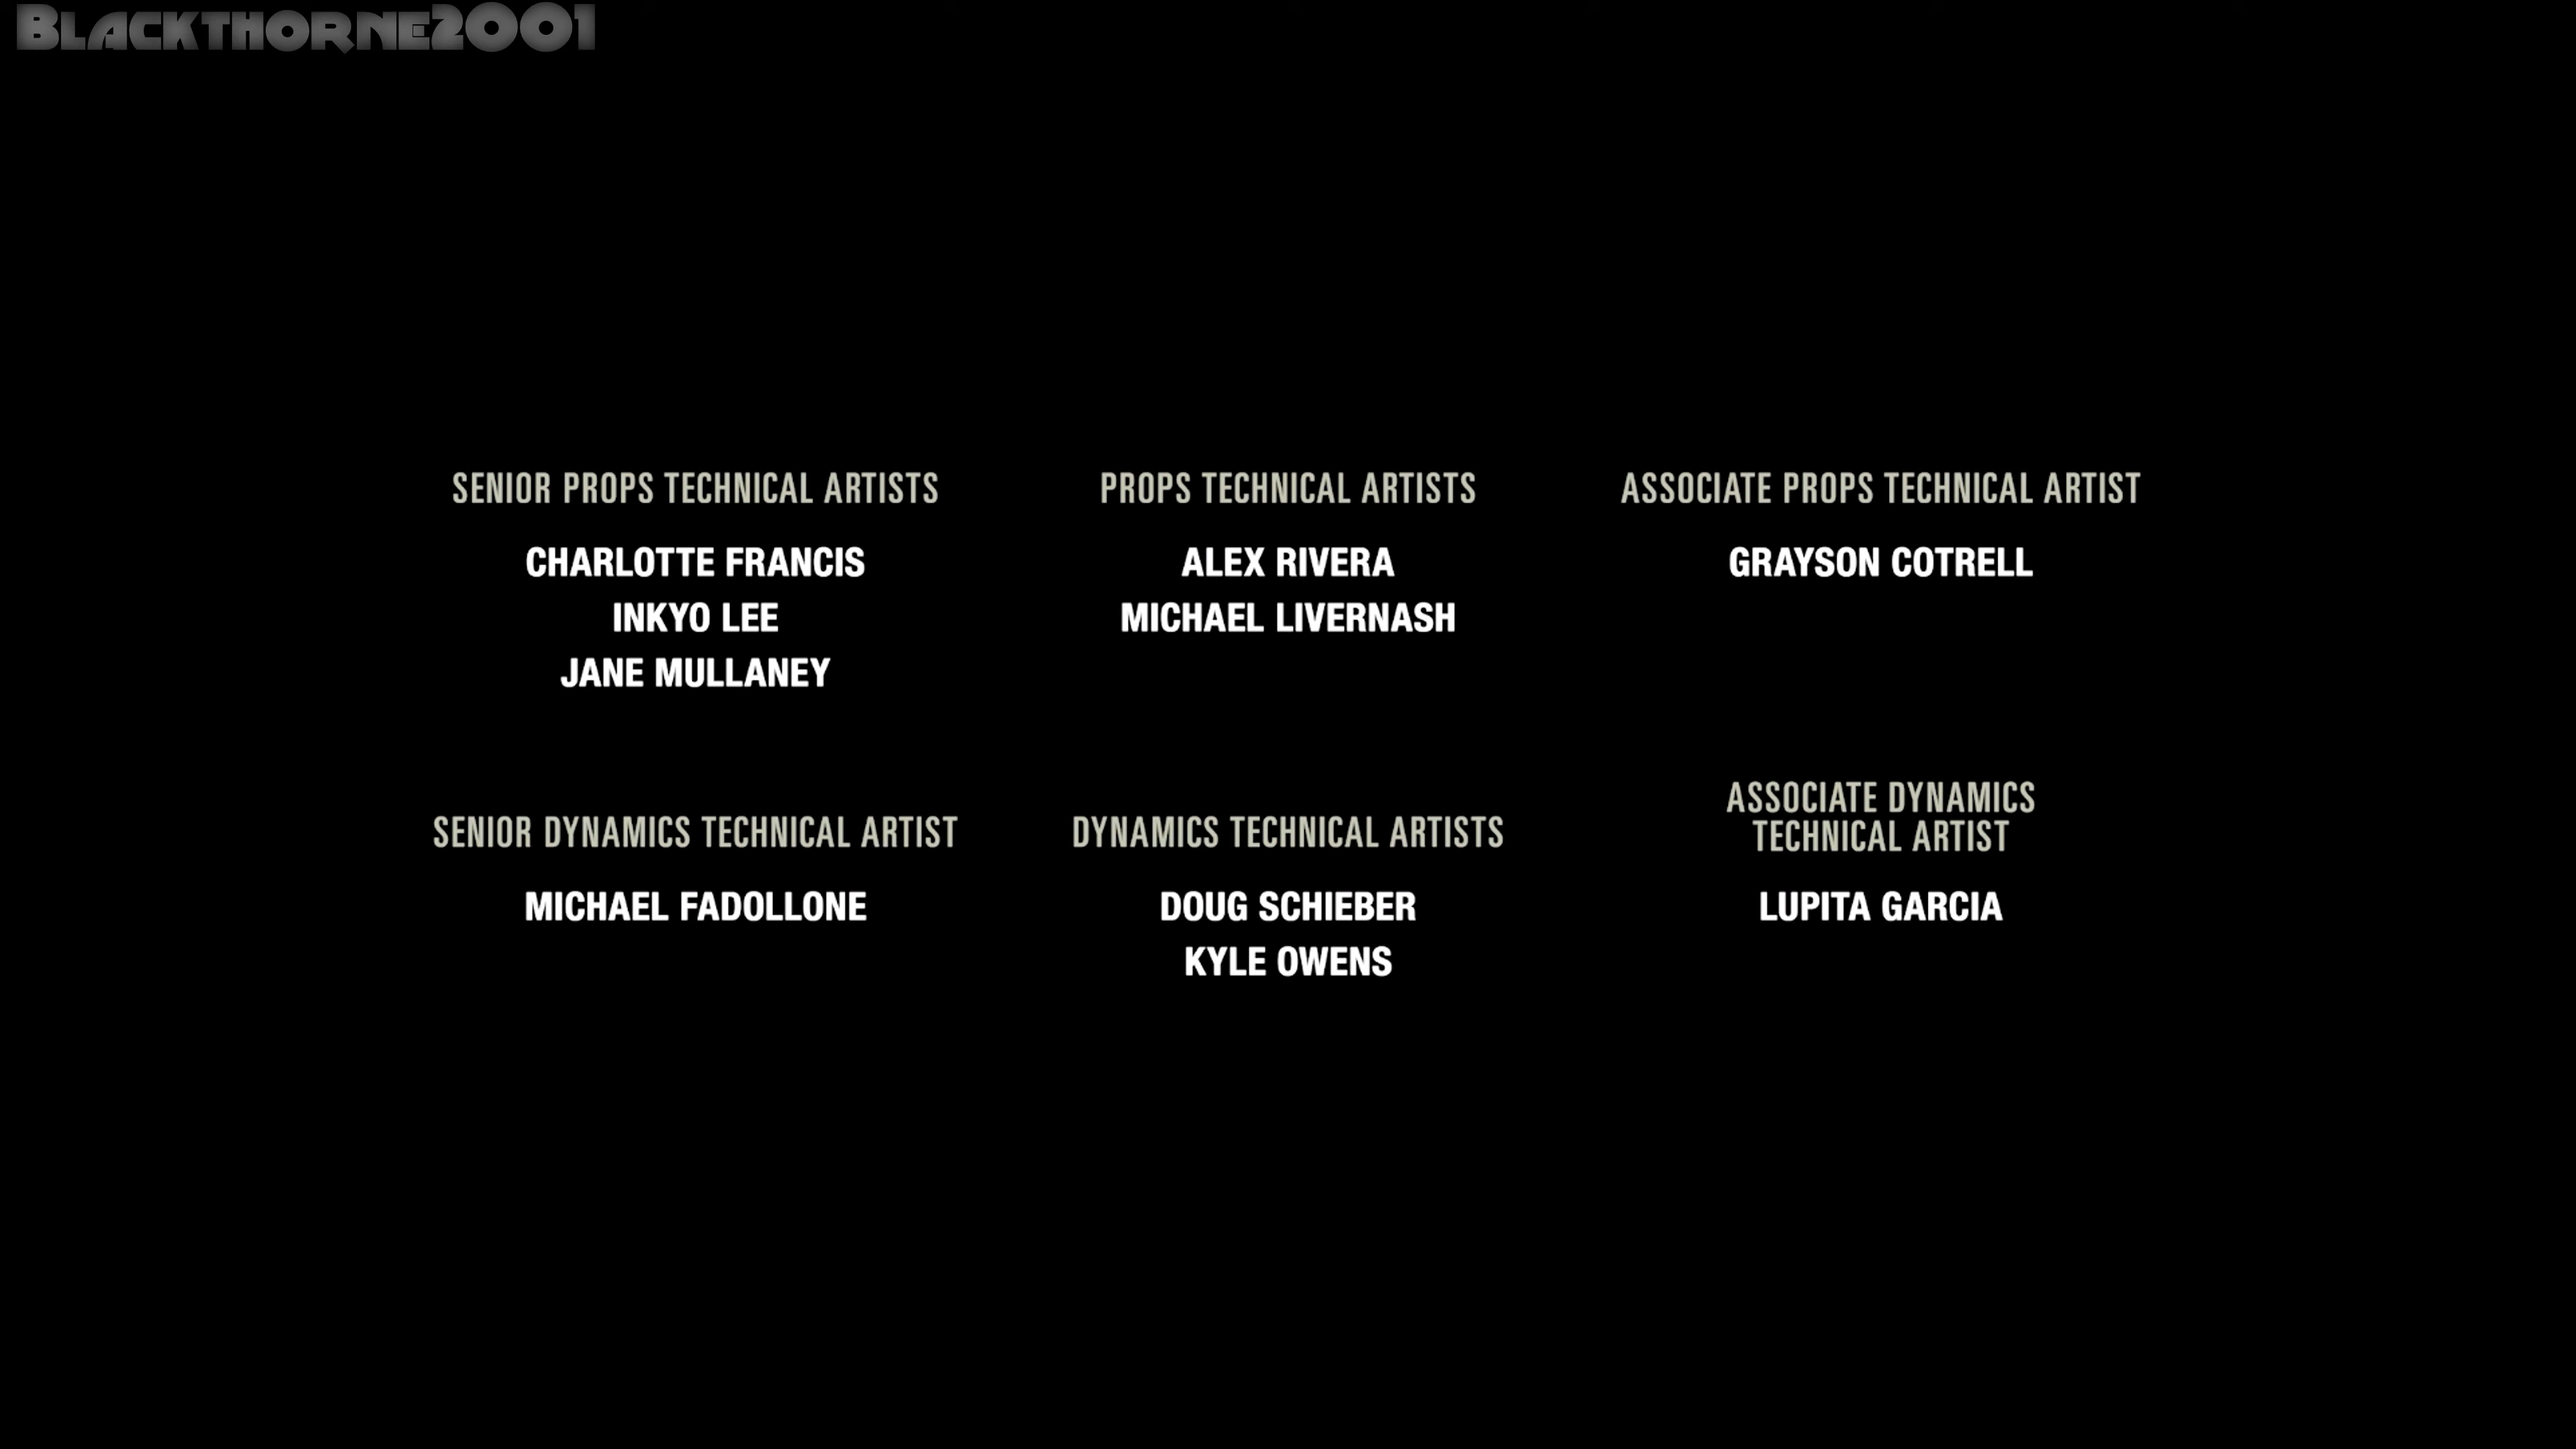 BLACKTHORNE2001
SENIOR PROPS TECHNICAL ARTISTS
CHARLOTTE FRANCIS
INKYO LEE
JANE MULLANEY
PROPS TECHNICAL ARTISTS
ALEX RIVERA
MICHAEL LIVERNASH
ASSOCIATE PROPS TECHNICAL ARTIST
GRAYSON COTRELL
SENIOR DYNAMICS TECHNICAL ARTIST
MICHAEL FADOLLONE
DYNAMICS TECHNICAL ARTISTS
DOUG SCHIEBER
KYLE OWENS
ASSOCIATE DYNAMICS
TECHNICAL ARTIST
LUPITA GARCIA